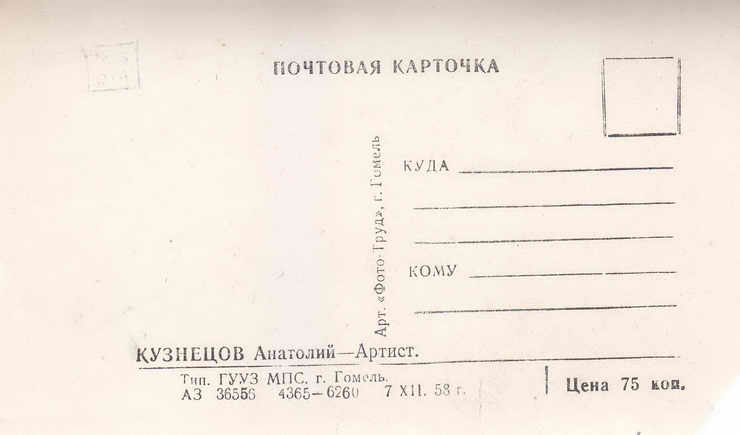 ПОЧТОВАЯ КАРТОЧКА
КУДА
КОМУ
Арт. «Фото-Труд», г. Гомель
КУЗНЕЦОВ Анатолий—Артист.
Тип. ГУУЗ МПС. г. Гомель.
АЗ 36556 4365—6260 7 XII. 58 г.
Цена 75 коп.